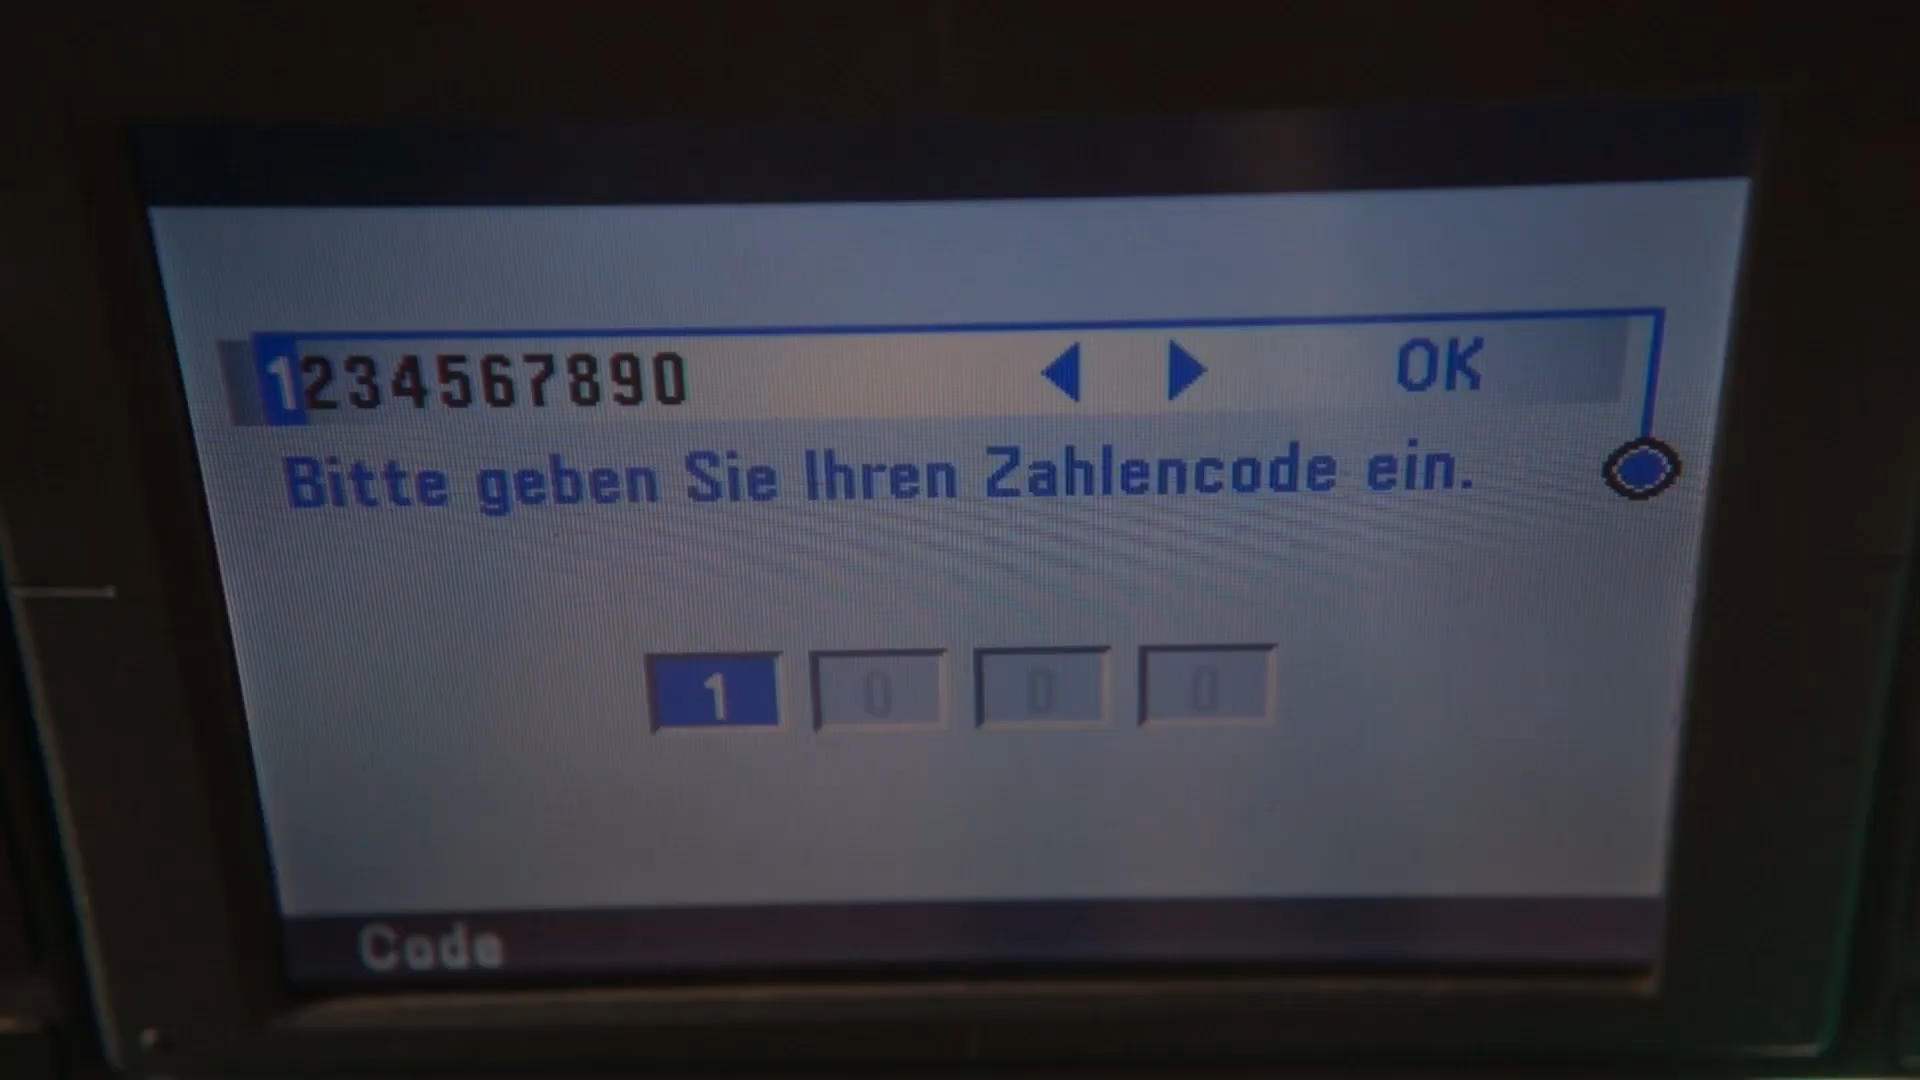 1234567890 ◀ ▶ OK
Bitte geben Sie Ihren Zahlencode ein.
1 0 0 0
Code